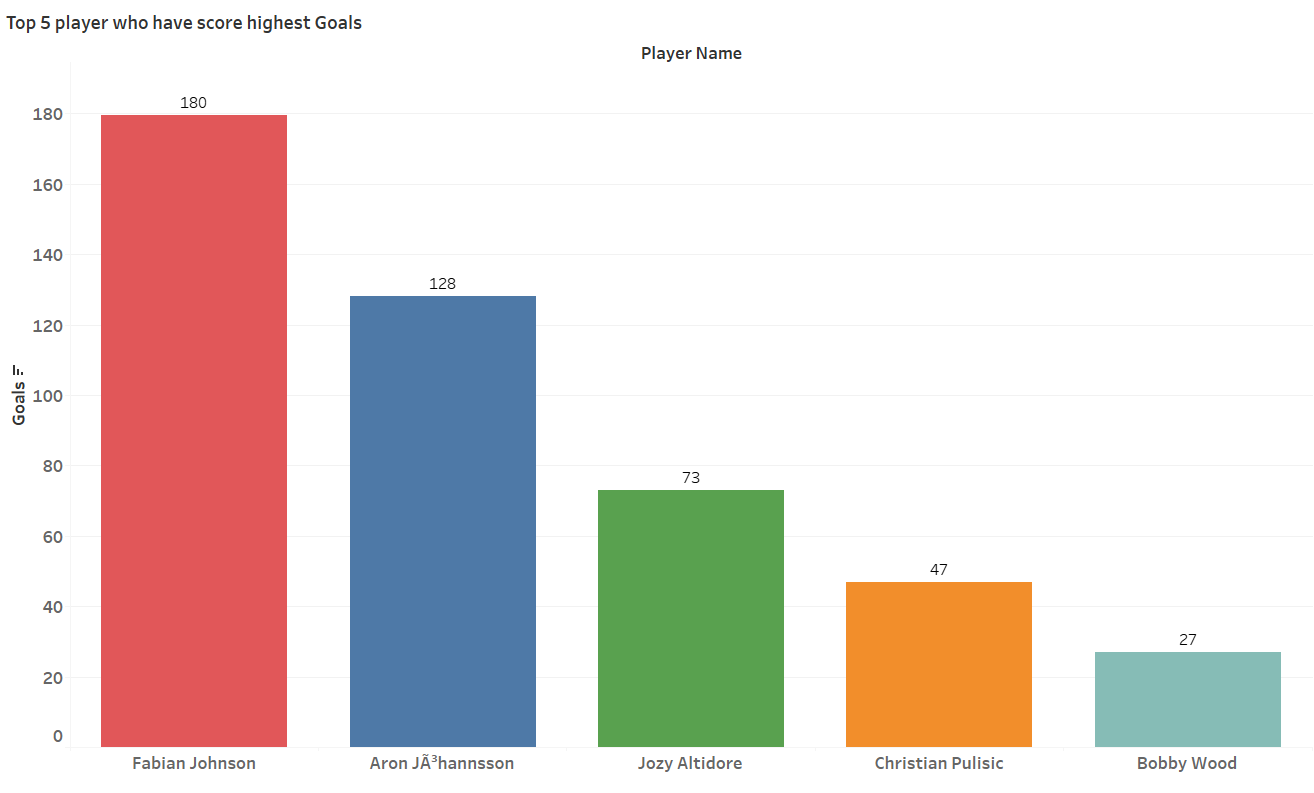 Top 5 player who have score highest Goals
Player Name
Goals
180
160
140
120
100
80
60
40
20
0
180
128
73
47
27
Fabian Johnson
Aron JÃ³hannsson
Jozy Altidore
Christian Pulisic
Bobby Wood